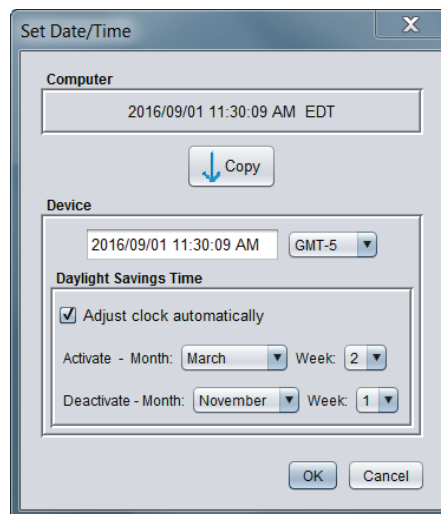 Set Date/Time
Computer
2016/09/01 11:30:09 AM EDT
Copy
Device
2016/09/01 11:30:09 AM GMT-5
Daylight Savings Time
Adjust clock automatically
Activate - Month: March Week: 2
Deactivate - Month: November Week: 1
OK Cancel